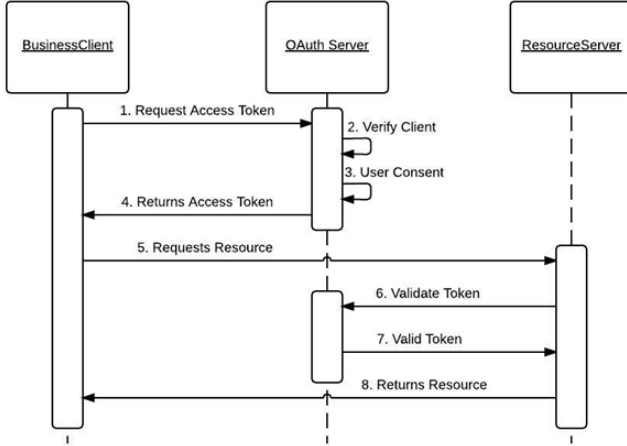 BusinessClient
OAuth Server
ResourceServer
1. Request Access Token
2. Verify Client
3. User Consent
4. Returns Access Token
5. Requests Resource
6. Validate Token
7. Valid Token
8. Returns Resource